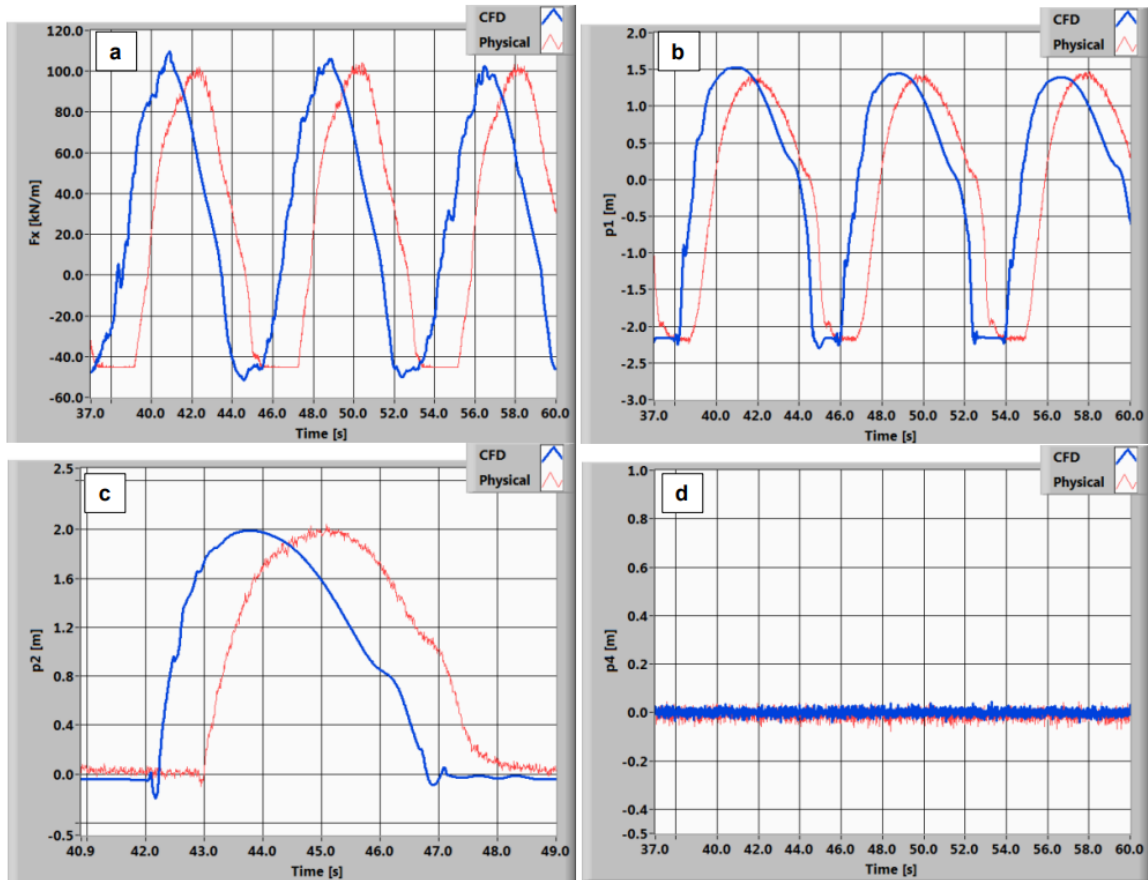 CFD
Physical
a
120.0
100.0
80.0
60.0
40.0
20.0
0.0
-20.0
-40.0
-60.0
Fx [kN/m]
37.0 40.0 42.0 44.0 46.0 48.0 50.0 52.0 54.0 56.0 58.0 60.0
Time [s]
CFD
Physical
b
2.0
1.5
1.0
0.5
0.0
-0.5
-1.0
-1.5
-2.0
-2.5
-3.0
p1 [m]
37.0 40.0 42.0 44.0 46.0 48.0 50.0 52.0 54.0 56.0 58.0 60.0
Time [s]
CFD
Physical
c
2.5
2.0
1.6
1.2
0.8
0.4
0.0
-0.5
p2 [m]
40.9 42.0 43.0 44.0 45.0 46.0 47.0 48.0 49.0
Time [s]
CFD
Physical
d
1.0
0.8
0.6
0.4
0.2
0.0
-0.2
-0.4
-0.5
p4 [m]
37.0 40.0 42.0 44.0 46.0 48.0 50.0 52.0 54.0 56.0 58.0 60.0
Time [s]